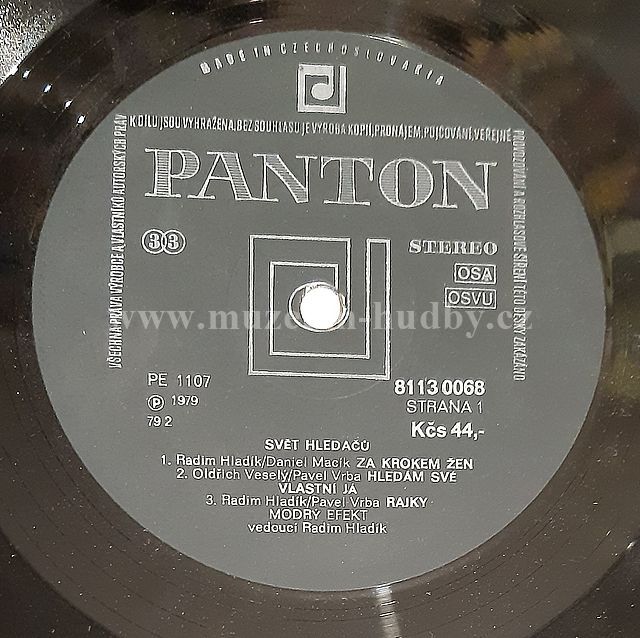 MADE IN CZECHOSLOVAKIA
VŠECHNA PRÁVA VÝROBCE A VLASTNÍKŮ AUTORSKÝCH PRÁV
K DÍLU JSOU VYHRAŽENA. BEZ SOUHLASU JE VÝROBA KOPIÍ, PRONÁJEM, PŮJČOVÁNÍ, VEŘEJNÉ
PROVOZOVÁNÍ A ROZHLASOVÉ ŠÍŘENÍ TÉTO DESKY ZAKÁZÁNO
PANTON
33
STEREO
OSA
OSVU
www.muzeum-hudby.cz
PE 1107
8113 0068
℗ 1979
STRANA 1
79 2
Kčs 44,-
SVĚT HLEDAČŮ
1. Radim Hladík/Daniel Macík ZA KROKEM ŽEN
2. Oldřich Veselý/Pavel Vrba HLEDÁM SVÉ
VLASTNÍ JÁ
3. Radim Hladík/Pavel Vrba RAJKY
MODRÝ EFEKT
vedoucí Radim Hladík